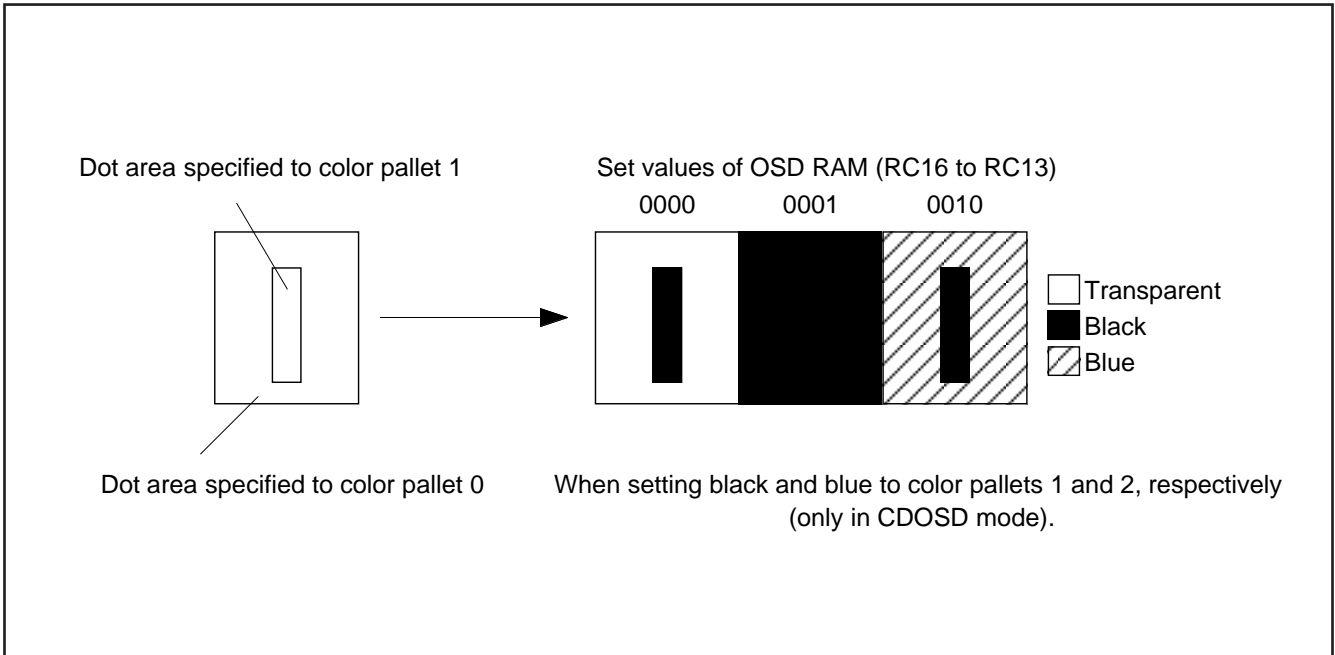 Dot area specified to color pallet 1
Dot area specified to color pallet 0
Set values of OSD RAM (RC16 to RC13)
0000 0001 0010
Transparent
Black
Blue
When setting black and blue to color pallets 1 and 2, respectively
(only in CDOSD mode).